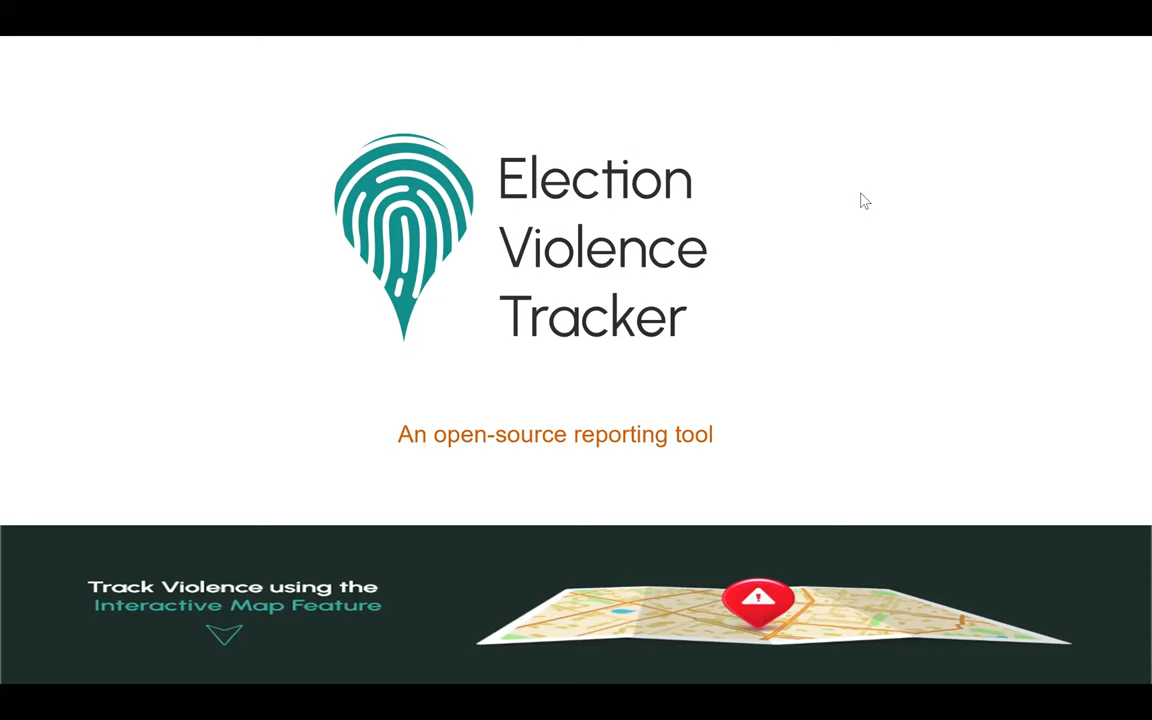 Election
Violence
Tracker
An open-source reporting tool
Track Violence using the
Interactive Map Feature